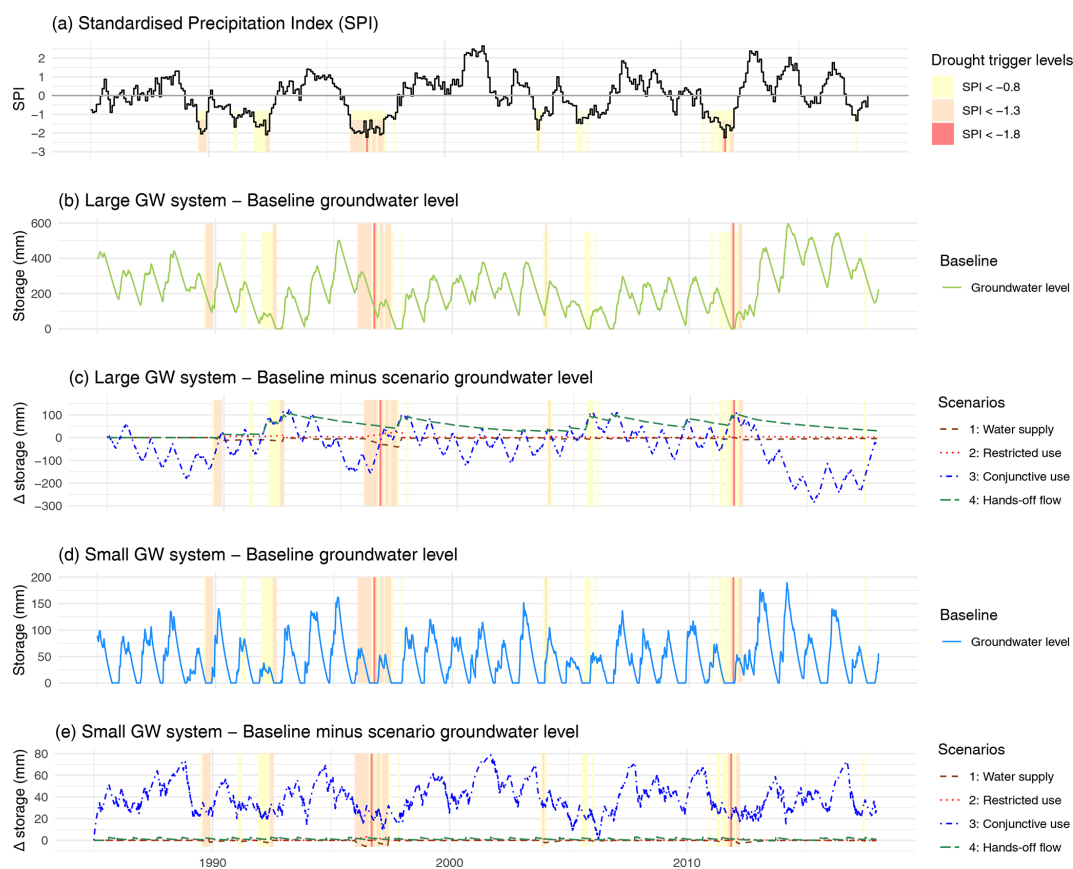 (a) Standardised Precipitation Index (SPI)
SPI
2
1
0
−1
−2
−3
Drought trigger levels
SPI < −0.8
SPI < −1.3
SPI < −1.8
(b) Large GW system − Baseline groundwater level
Storage (mm)
600
400
200
0
Baseline
Groundwater level
(c) Large GW system − Baseline minus scenario groundwater level
Δ storage (mm)
100
0
−100
−200
−300
Scenarios
1: Water supply
2: Restricted use
3: Conjunctive use
4: Hands-off flow
(d) Small GW system − Baseline groundwater level
Storage (mm)
200
150
100
50
0
Baseline
Groundwater level
(e) Small GW system − Baseline minus scenario groundwater level
Δ storage (mm)
80
60
40
20
0
Scenarios
1: Water supply
2: Restricted use
3: Conjunctive use
4: Hands-off flow
1990
2000
2010